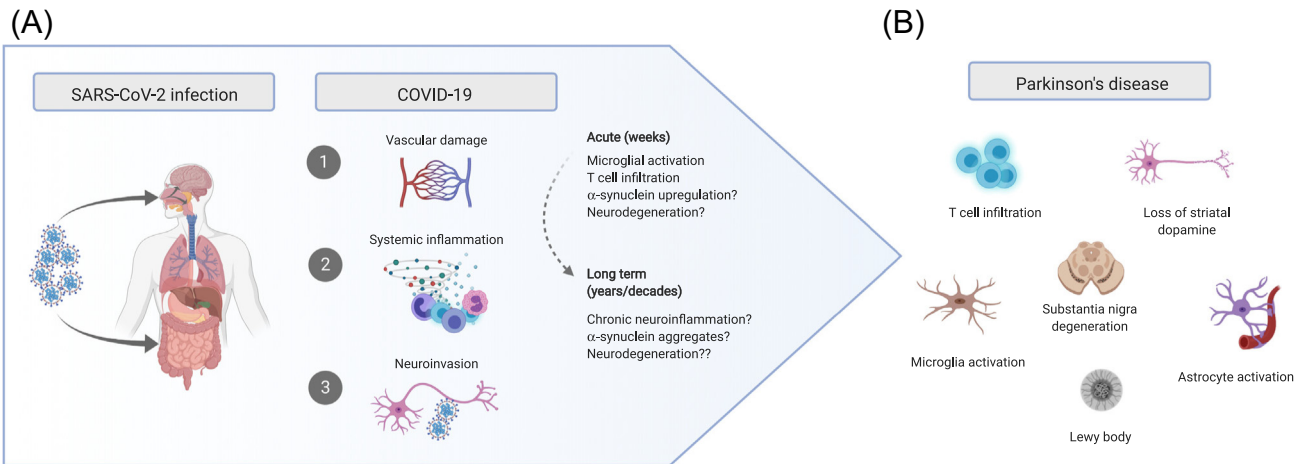 (A)
SARS-CoV-2 infection
COVID-19
1
Vascular damage
2
Systemic inflammation
3
Neuroinvasion
Acute (weeks)
Microglial activation
T cell infiltration
α-synuclein upregulation?
Neurodegeneration?
Long term
(years/decades)
Chronic neuroinflammation?
α-synuclein aggregates?
Neurodegeneration??
(B)
Parkinson's disease
T cell infiltration
Loss of striatal
dopamine
Substantia nigra
degeneration
Microglia activation
Astrocyte activation
Lewy body